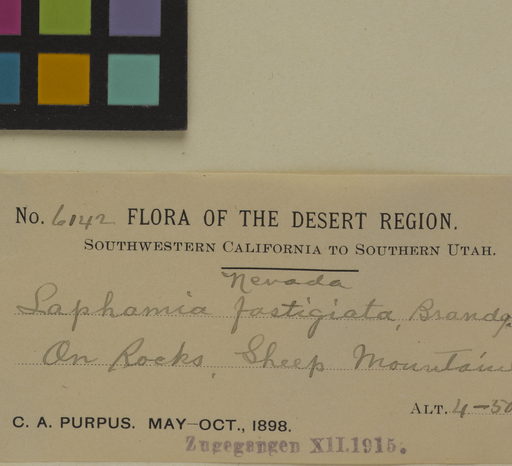 No. 6142 FLORA OF THE DESERT REGION.
SOUTHWESTERN CALIFORNIA TO SOUTHERN UTAH.
Nevada
Laphamia fastigiata, Brandg.
On Rocks, Sheep Mountain
ALT. 4-50
C. A. PURPUS. MAY-OCT., 1898.
Zugegangen XII.1915.